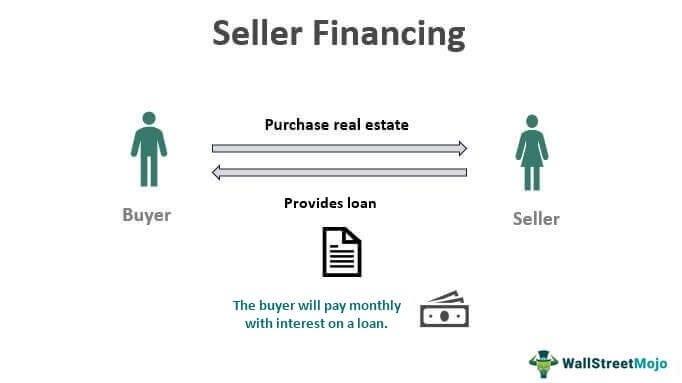 Seller Financing
Purchase real estate
Provides loan
Buyer
Seller
The buyer will pay monthly
with interest on a loan.
WallStreetMojo